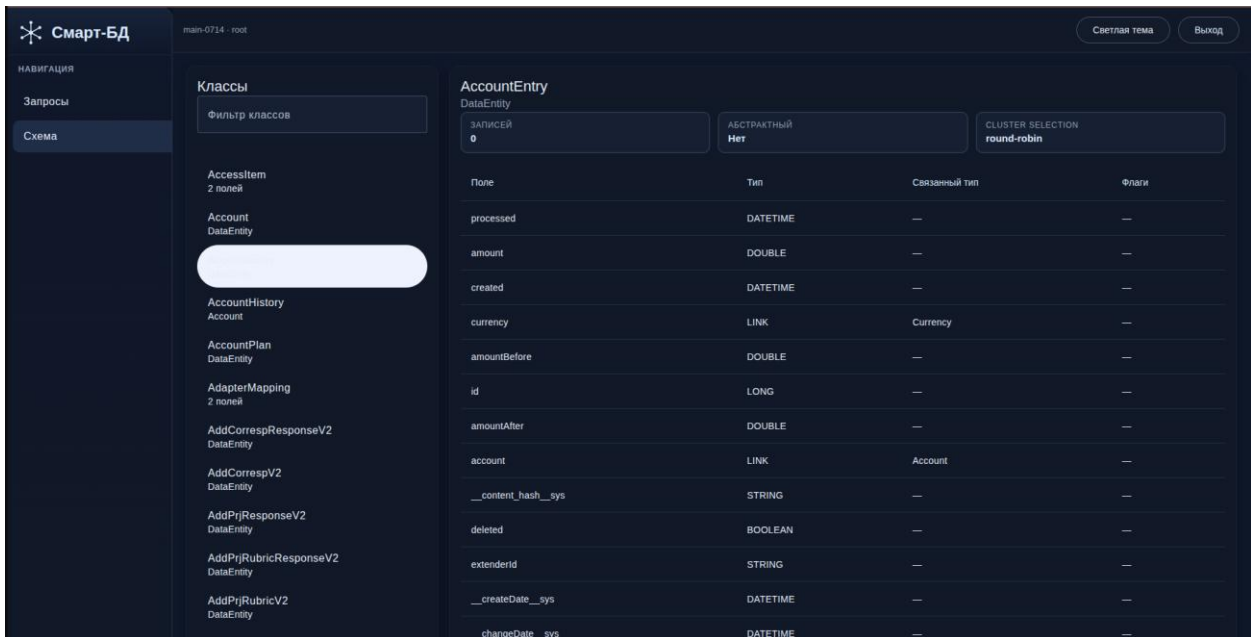 Смарт-БД
main-0714 - root
Светлая тема
Выход
НАВИГАЦИЯ
Запросы
Схема
Классы
Фильтр классов
AccessItem
2 полей
Account
DataEntity
AccountHistory
Account
AccountPlan
DataEntity
AdapterMapping
2 полей
AddCorrespResponseV2
DataEntity
AddCorrespV2
DataEntity
AddPrjResponseV2
DataEntity
AddPrjRubricResponseV2
DataEntity
AddPrjRubricV2
DataEntity
AccountEntry
DataEntity
ЗАПИСЕЙ
0
АБСТРАКТНЫЙ
Нет
CLUSTER SELECTION
round-robin
Поле Тип Связанный тип Флаги
processed DATETIME — —
amount DOUBLE — —
created DATETIME — —
currency LINK Currency —
amountBefore DOUBLE — —
id LONG — —
amountAfter DOUBLE — —
account LINK Account —
__content_hash__sys STRING — —
deleted BOOLEAN — —
extenderId STRING — —
__createDate__sys DATETIME — —
__changeDate__sys DATETIME — —